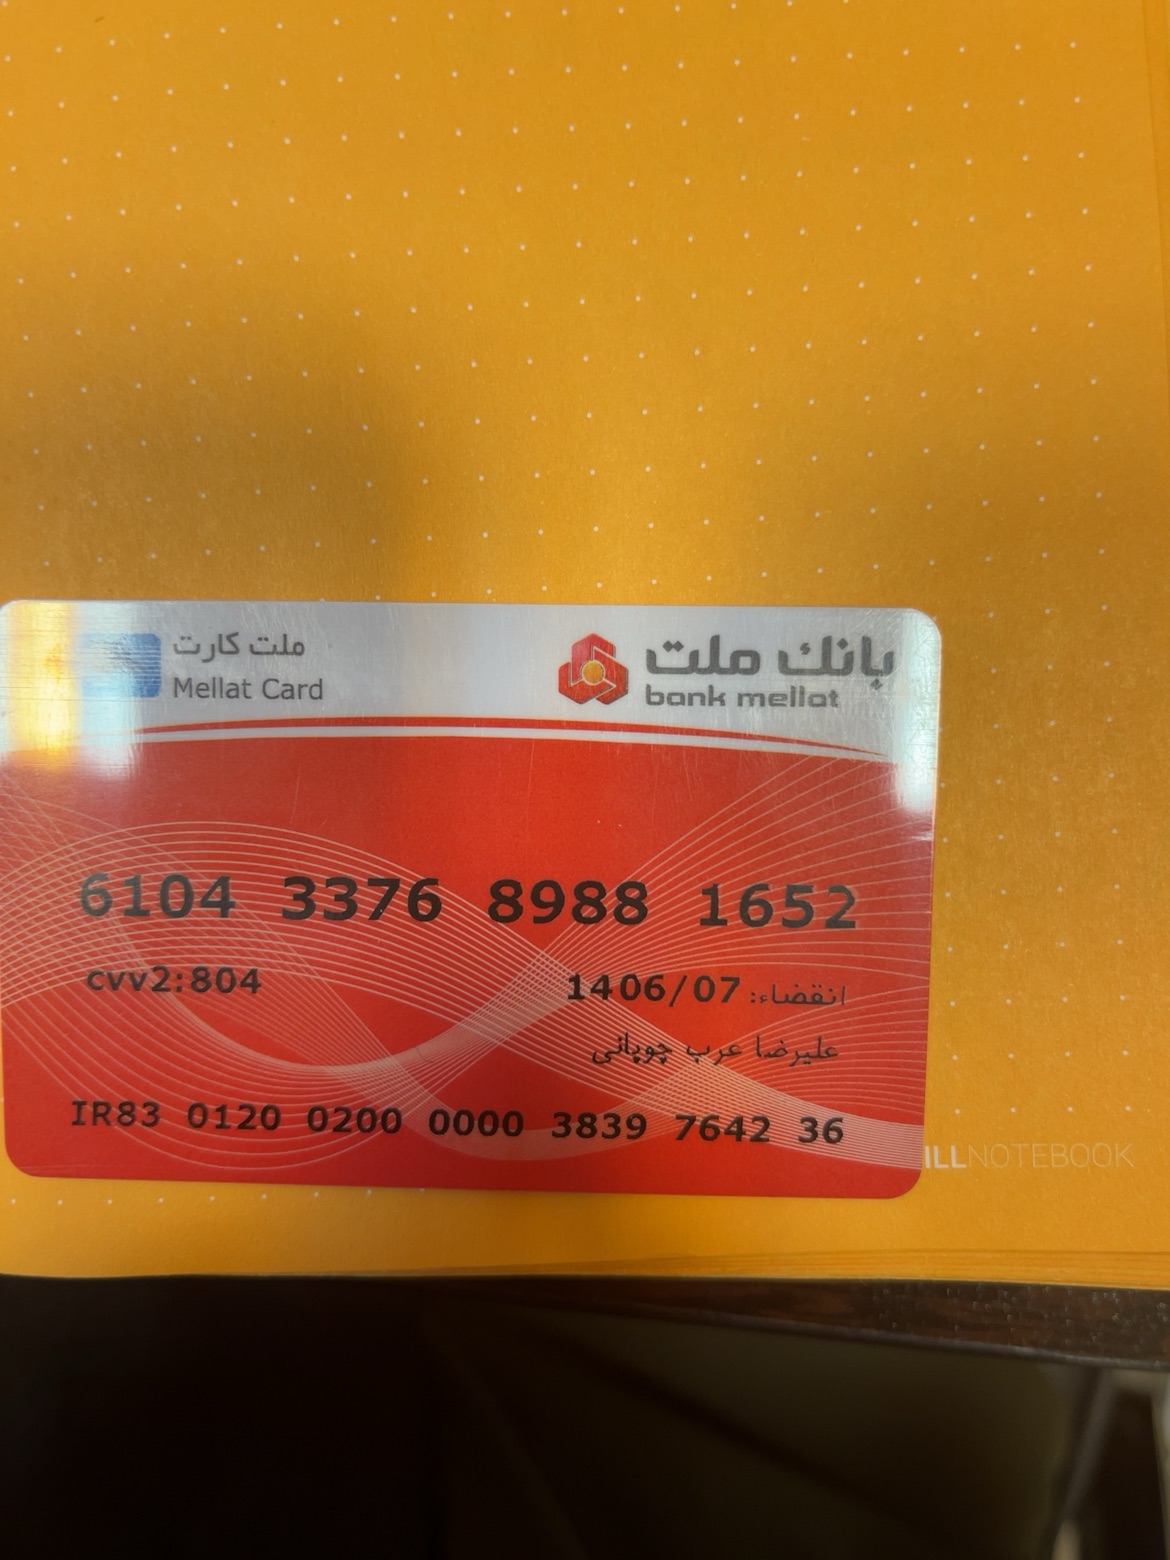 ملت کارت
Mellat Card
بانک ملت
bank mellat
6104 3376 8988 1652
cvv2:804
انقضاء: 1406/07
علیرضا عرب چوپانی
IR83 0120 0200 0000 3839 7642 36
ILLNOTEBOOK